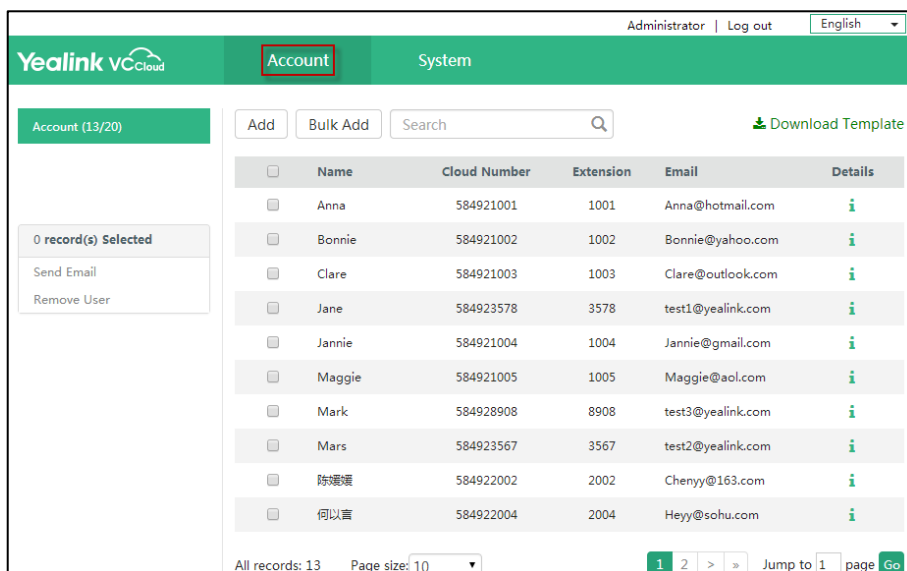 Administrator | Log out English
Yealink VCCloud Account System
Account (13/20)
Add Bulk Add Search Download Template
Name Cloud Number Extension Email Details
Anna 584921001 1001 Anna@hotmail.com
0 record(s) Selected
Bonnie 584921002 1002 Bonnie@yahoo.com
Send Email
Clare 584921003 1003 Clare@outlook.com
Remove User
Jane 584923578 3578 test1@yealink.com
Jannie 584921004 1004 Jannie@gmail.com
Maggie 584921005 1005 Maggie@aol.com
Mark 584928908 8908 test3@yealink.com
Mars 584923567 3567 test2@yealink.com
陈媛媛 584922002 2002 Chenyy@163.com
何以言 584922004 2004 Heyy@sohu.com
All records: 13 Page size: 10 1 2 > » Jump to 1 page Go